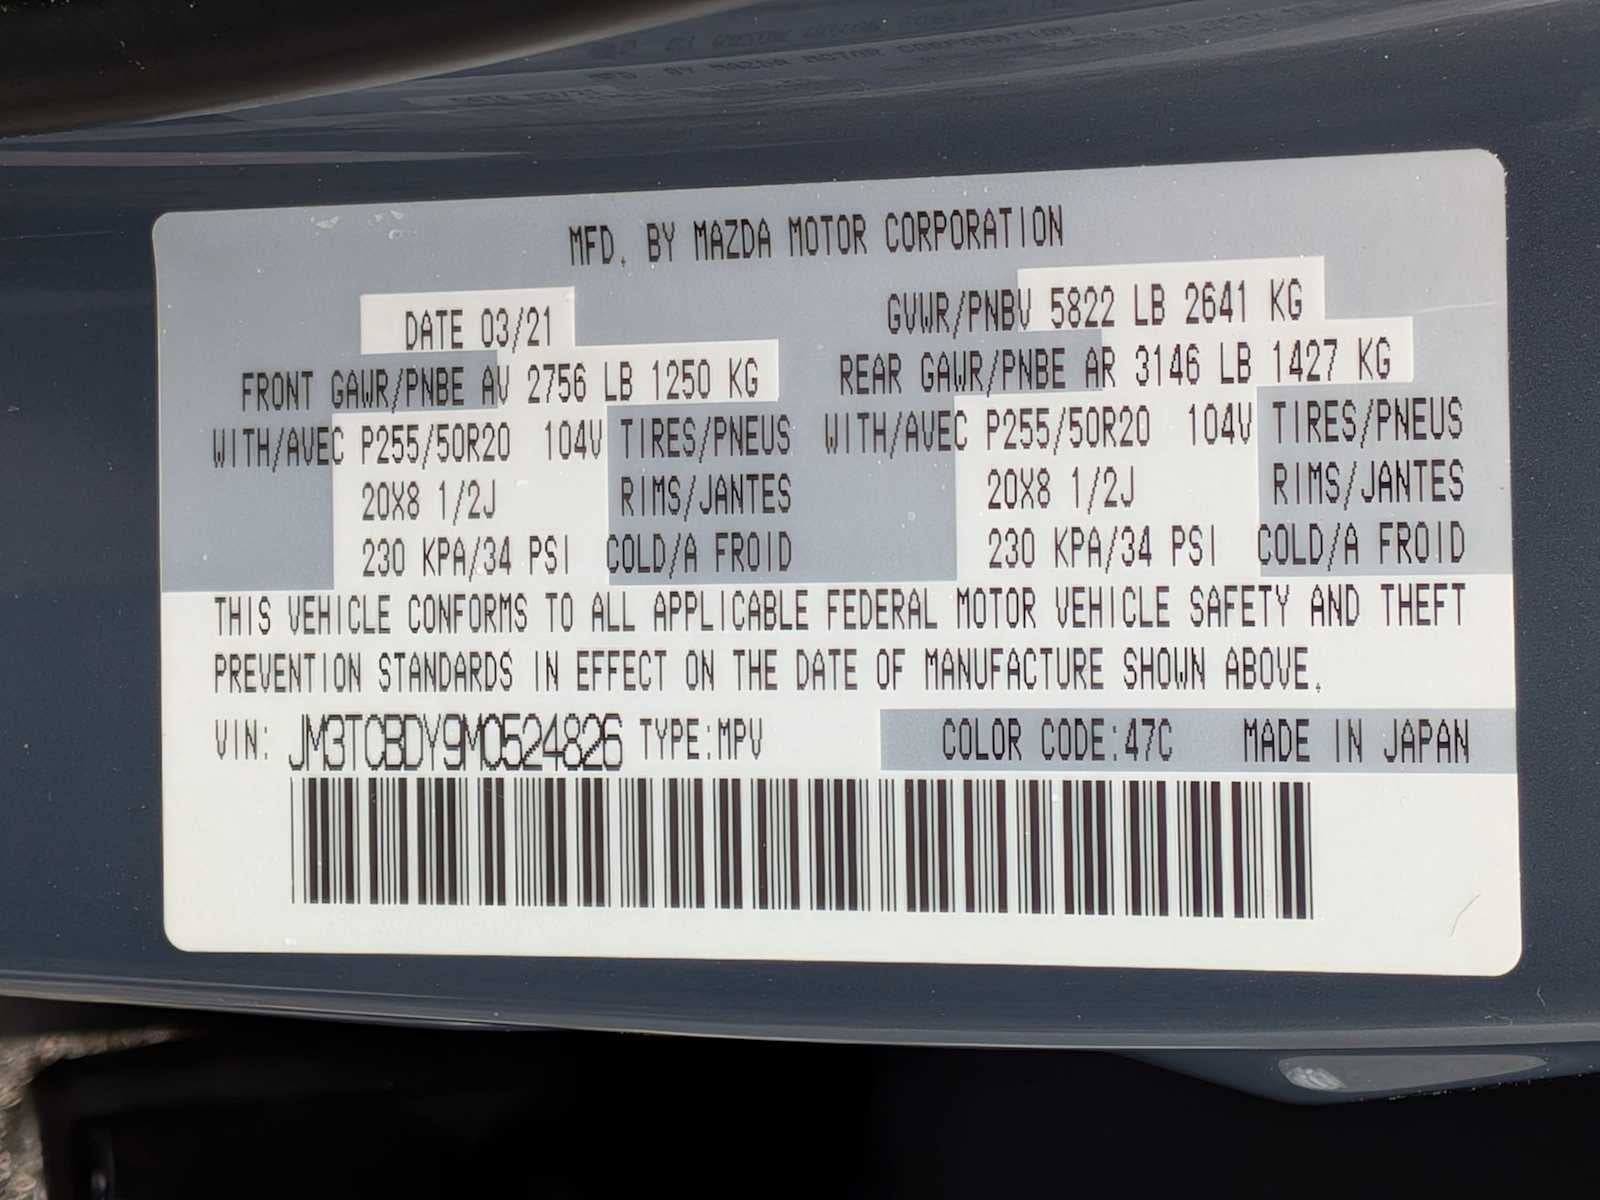 MFD. BY MAZDA MOTOR CORPORATION
DATE 03/21 GVWR/PNBV 5822 LB 2641 KG
FRONT GAWR/PNBE AV 2756 LB 1250 KG REAR GAWR/PNBE AR 3146 LB 1427 KG
WITH/AVEC P255/50R20 104V TIRES/PNEUS WITH/AVEC P255/50R20 104V TIRES/PNEUS
20X8 1/2J RIMS/JANTES 20X8 1/2J RIMS/JANTES
230 KPA/34 PSI COLD/A FROID 230 KPA/34 PSI COLD/A FROID
THIS VEHICLE CONFORMS TO ALL APPLICABLE FEDERAL MOTOR VEHICLE SAFETY AND THEFT
PREVENTION STANDARDS IN EFFECT ON THE DATE OF MANUFACTURE SHOWN ABOVE.
VIN: JM3TCBDY9M0524826 TYPE:MPV COLOR CODE:47C MADE IN JAPAN